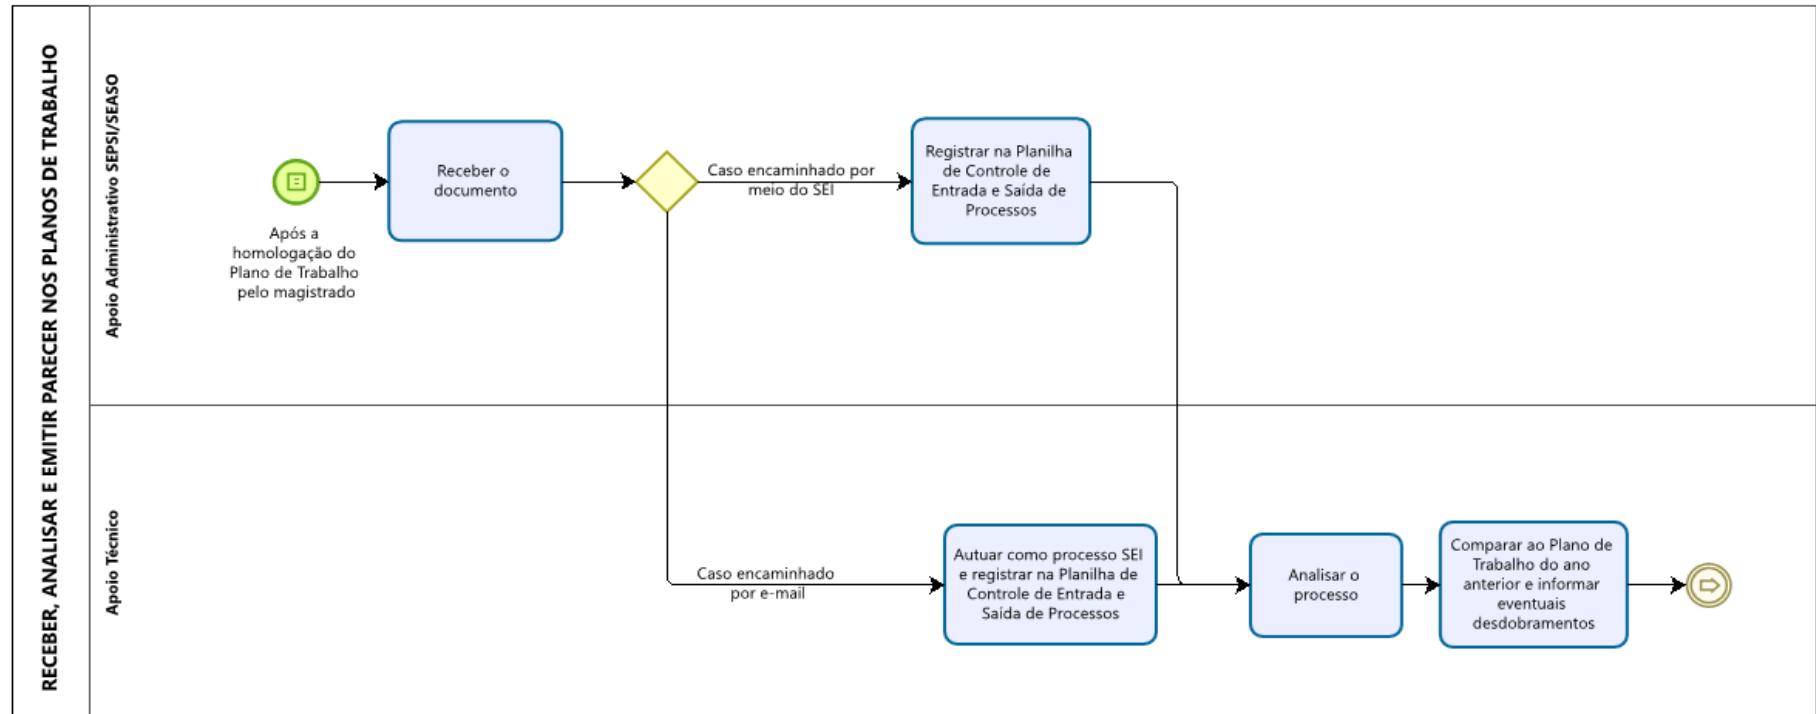 RECEBER, ANALISAR E EMITIR PARECER NOS PLANOS DE TRABALHO
Apoio Administrativo SEPSI/SEASO
Após a
homologação do
Plano de Trabalho
pelo magistrado
Receber o
documento
Caso encaminhado por
meio do SEI
Registrar na Planilha
de Controle de
Entrada e Saída de
Processos
Apoio Técnico
Caso encaminhado
por e-mail
Autuar como processo SEI
e registrar na Planilha de
Controle de Entrada e
Saída de Processos
Analisar o
processo
Comparar ao Plano de
Trabalho do ano
anterior e informar
eventuais
desdobramentos